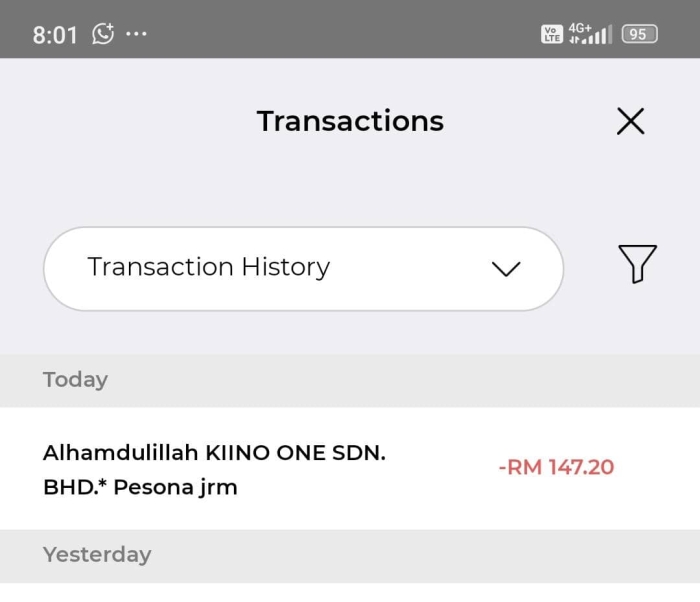 8:01
Vo LTE 4G+ 95
Transactions
Transaction History
Today
Alhamdulillah KIINO ONE SDN.
BHD.* Pesona jrm
-RM 147.20
Yesterday